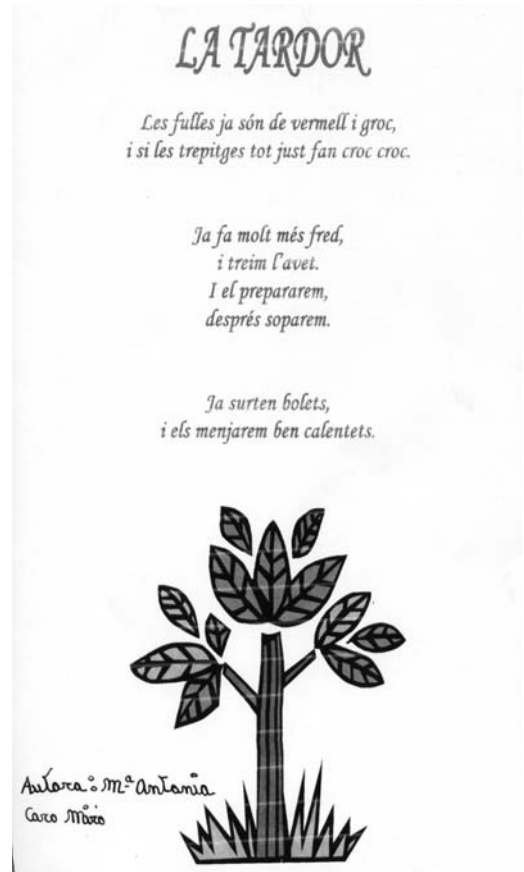 LA TARDOR
Les fulles ja són de vermell i groc,
i si les trepitges tot just fan croc croc.
Ja fa molt més fred,
i treim l'avet.
I el prepararem,
després soparem.
Ja surten bolets,
i els menjarem ben calentets.
Autora: Mª Antonia
Caro